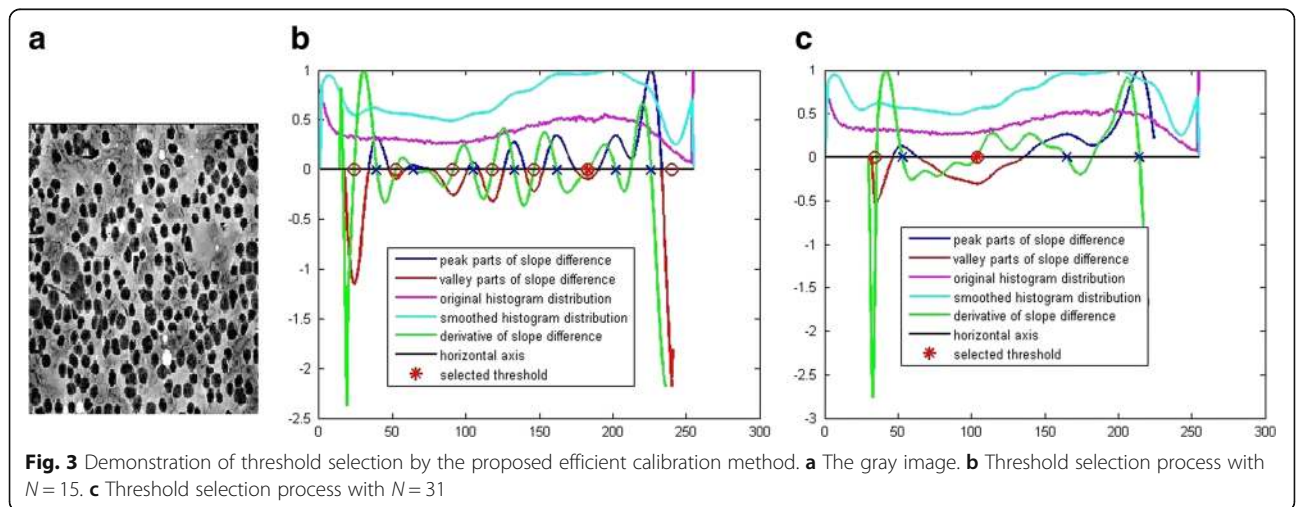 a
b
c
1
0.5
0
-0.5
-1
-1.5
-2
-2.5
0 50 100 150 200 250 300
peak parts of slope difference
valley parts of slope difference
original histogram distribution
smoothed histogram distribution
derivative of slope difference
horizontal axis
selected threshold
1
0.5
0
-0.5
-1
-1.5
-2
-2.5
-3
0 50 100 150 200 250 300
peak parts of slope difference
valley parts of slope difference
original histogram distribution
smoothed histogram distribution
derivative of slope difference
horizontal axis
selected threshold
Fig. 3 Demonstration of threshold selection by the proposed efficient calibration method. a The gray image. b Threshold selection process with
N = 15. c Threshold selection process with N = 31